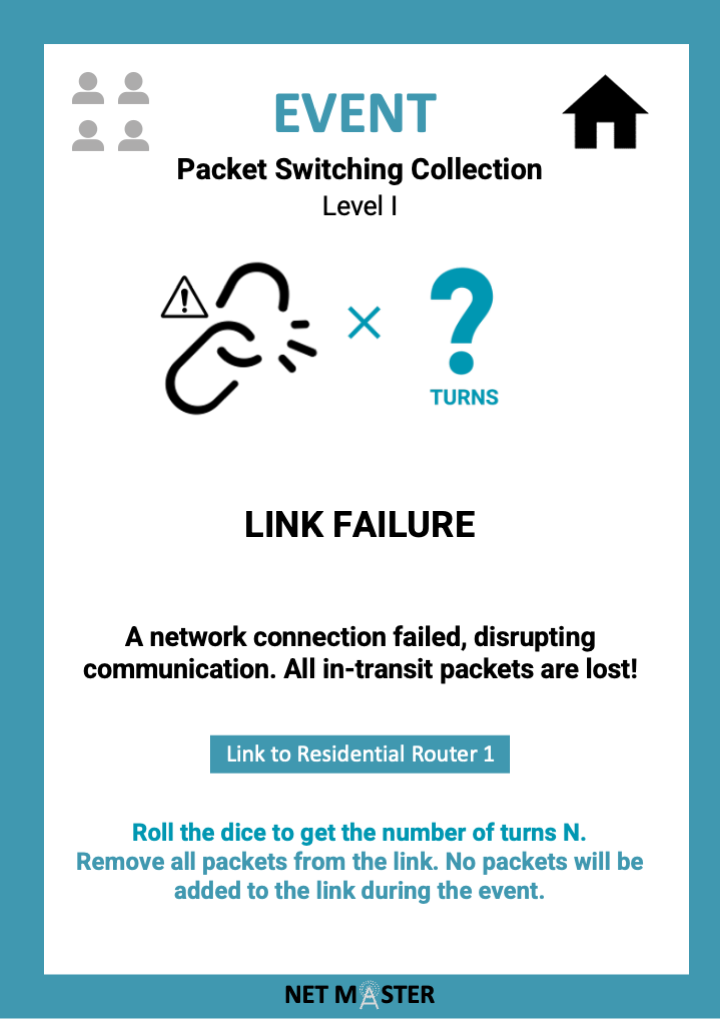 EVENT
Packet Switching Collection
Level I
TURNS
LINK FAILURE
A network connection failed, disrupting
communication. All in-transit packets are lost!
Link to Residential Router 1
Roll the dice to get the number of turns N.
Remove all packets from the link. No packets will be
added to the link during the event.
NET MASTER